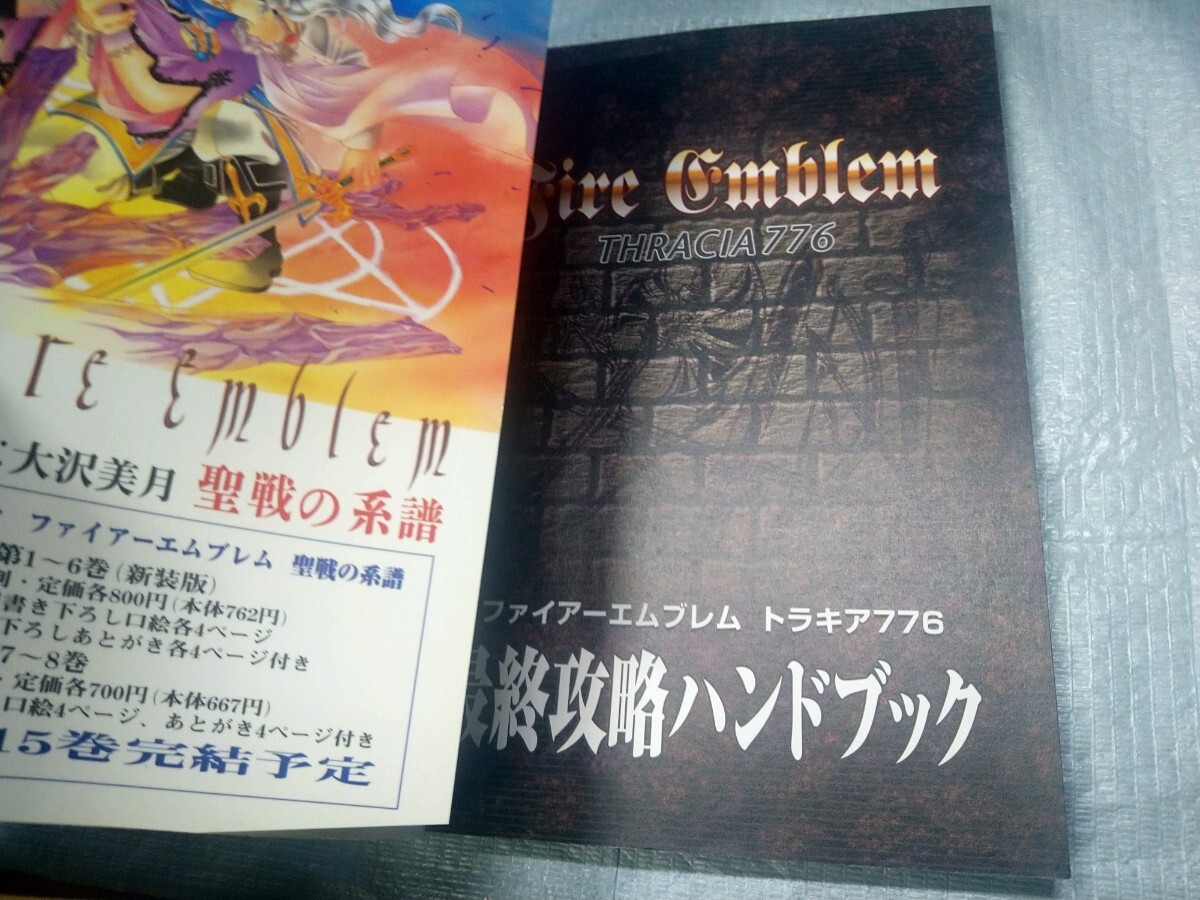 re Emblem
大沢美月 聖戦の系譜
ファイアーエムブレム 聖戦の系譜
第1～6巻(新装版)
・定価各800円(本体762円)
書き下ろし口絵各4ページ
下ろしあとがき各4ページ付き
7～8巻
・定価各700円(本体667円)
口絵4ページ、あとがき4ページ付き
15巻完結予定
Fire Emblem
THRACIA776
ファイアーエムブレム トラキア776
最終攻略ハンドブック